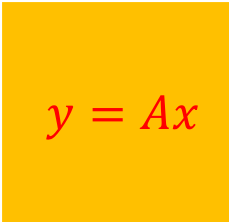 y = Ax